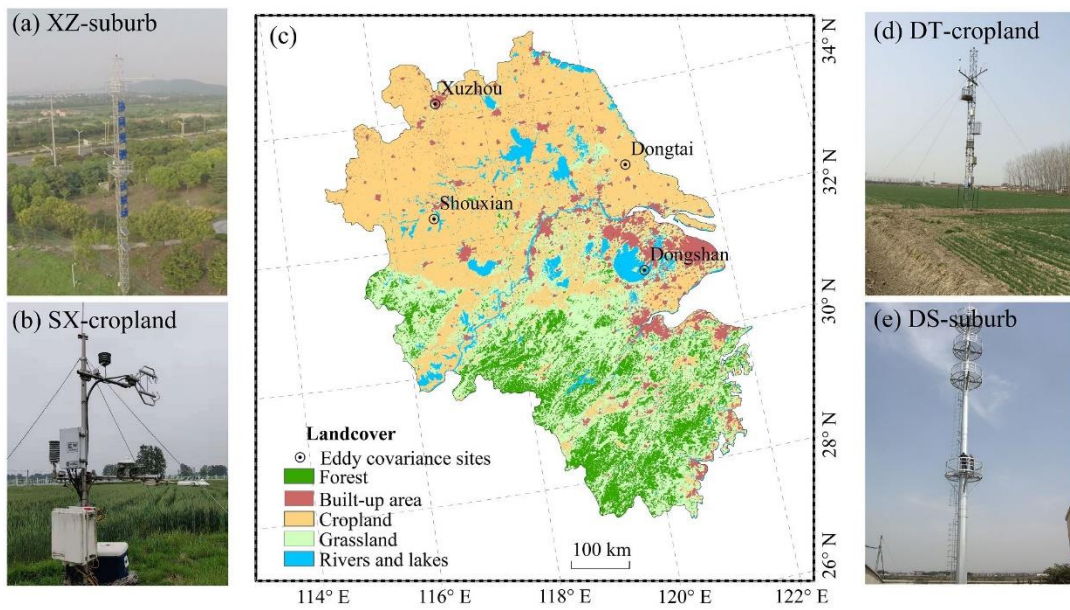 (a) XZ-suburb
(b) SX-cropland
(c)
Xuzhou
Dongtai
Shouxian
Dongshan
Landcover
Eddy covariance sites
Forest
Built-up area
Cropland
Grassland
Rivers and lakes
100 km
114° E
116° E
118° E
120° E
122° E
34° N
32° N
30° N
28° N
26° N
(d) DT-cropland
(e) DS-suburb